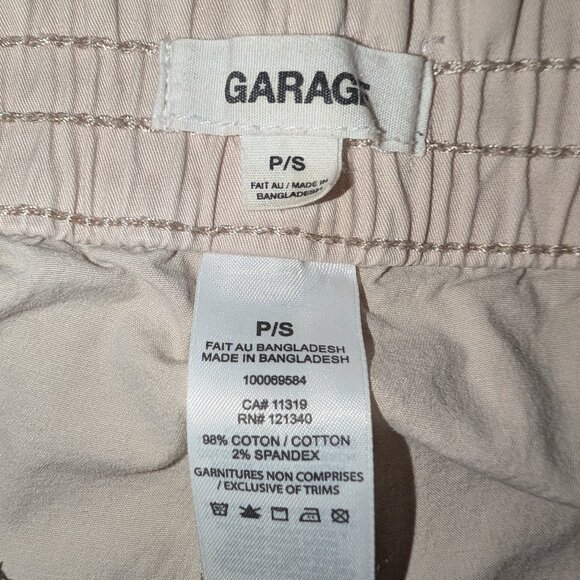 GARAGE
P/S
FAIT AU / MADE IN
BANGLADESH
P/S
FAIT AU BANGLADESH
MADE IN BANGLADESH
100069584
CA# 11319
RN# 121340
98% COTON / COTTON
2% SPANDEX
GARNITURES NON COMPRISES
/ EXCLUSIVE OF TRIMS